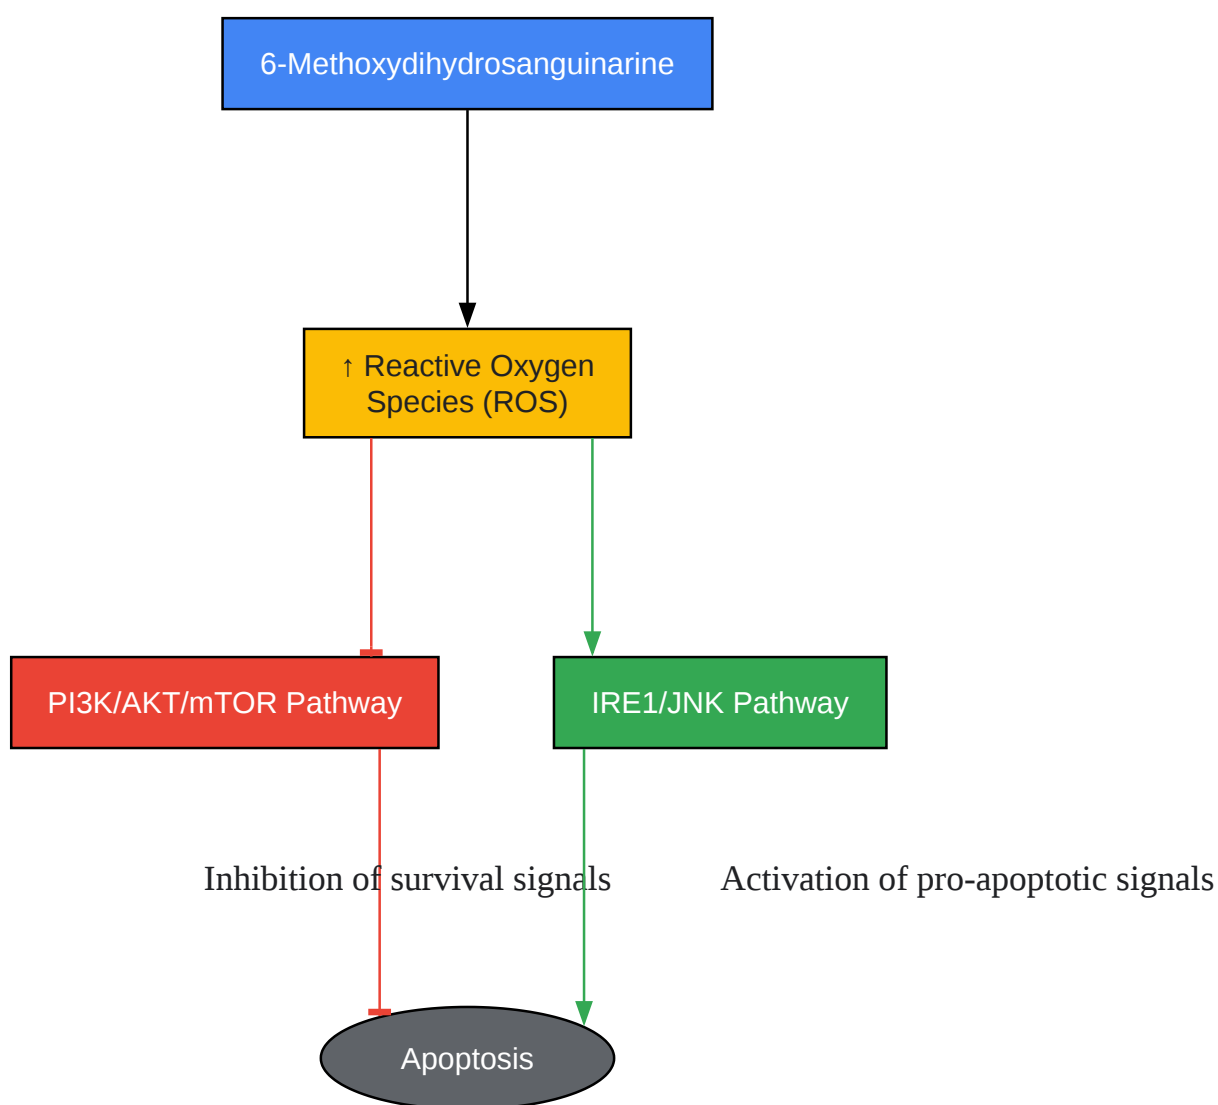 6-Methoxydihydrosanguinarine
↑ Reactive Oxygen
Species (ROS)
PI3K/AKT/mTOR Pathway
IRE1/JNK Pathway
Inhibition of survival signals
Activation of pro-apoptotic signals
Apoptosis